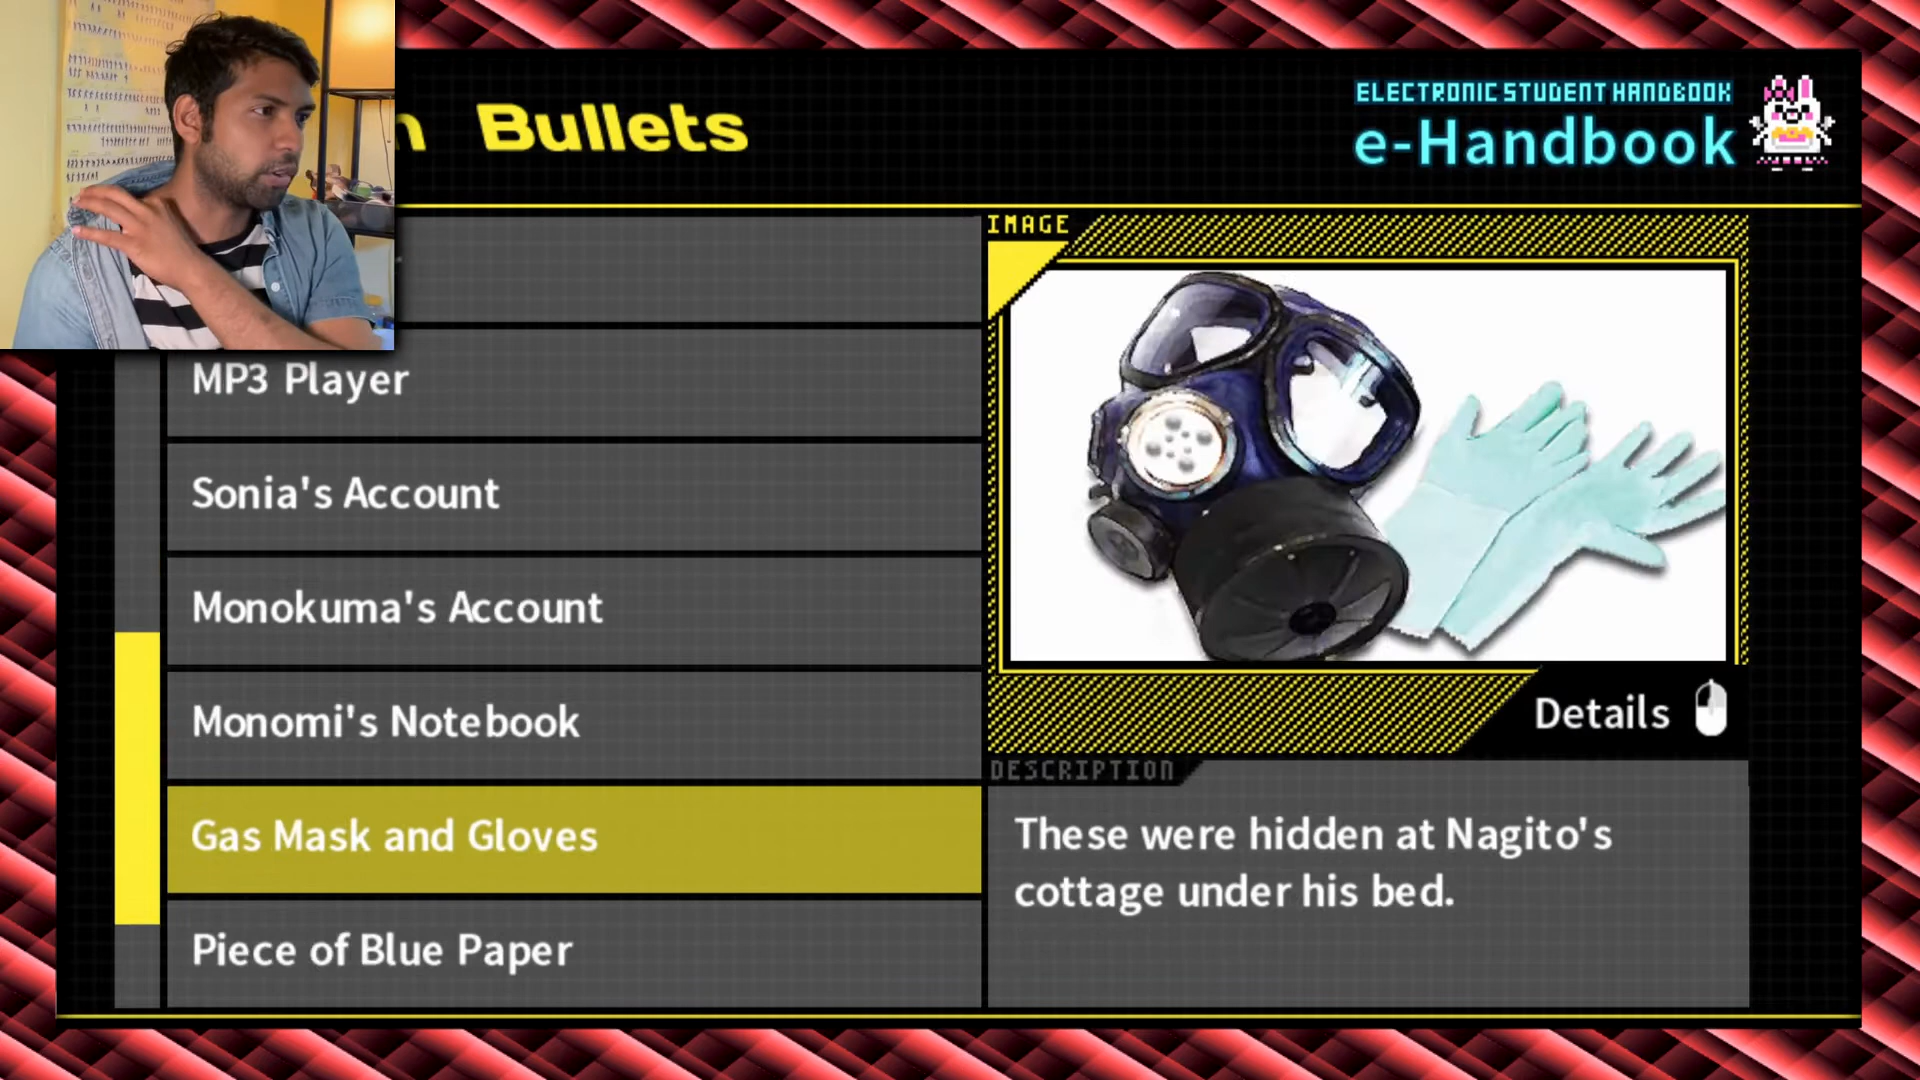 Bullets
ELECTRONIC STUDENT HANDBOOK
e-Handbook
IMAGE
MP3 Player
Sonia's Account
Monokuma's Account
Monomi's Notebook
Gas Mask and Gloves
Piece of Blue Paper
Details
DESCRIPTION
These were hidden at Nagito's
cottage under his bed.